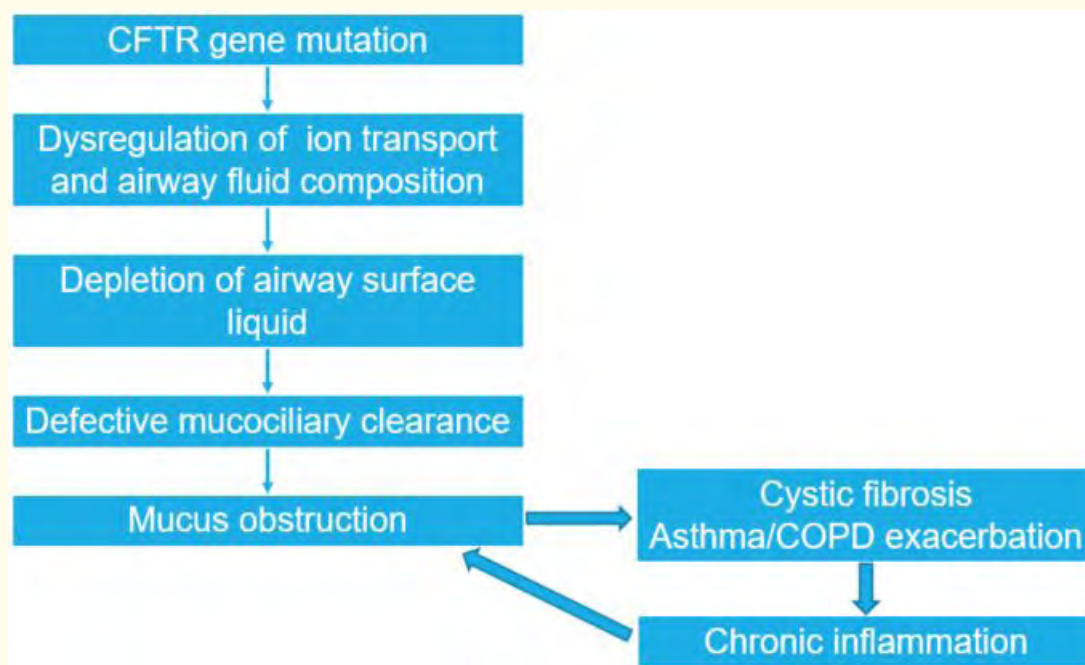 CFTR gene mutation
Dysregulation of ion transport
and airway fluid composition
Depletion of airway surface
liquid
Defective mucociliary clearance
Mucus obstruction
Cystic fibrosis
Asthma/COPD exacerbation
Chronic inflammation